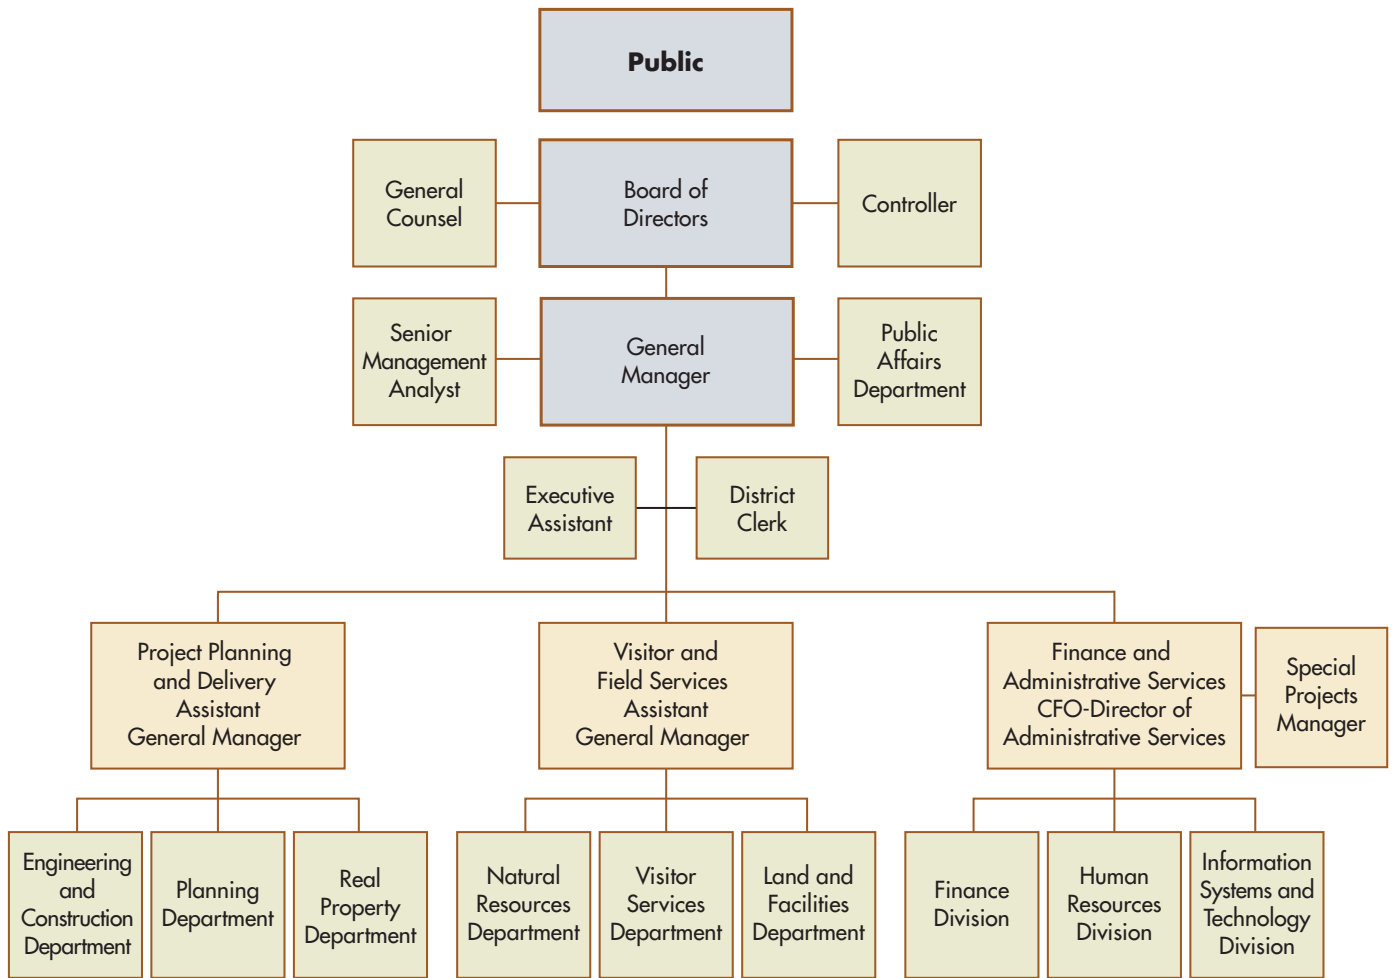 Public
General
Counsel
Board of
Directors
Controller
Senior
Management
Analyst
General
Manager
Public
Affairs
Department
Executive
Assistant
District
Clerk
Project Planning
and Delivery
Assistant
General Manager
Visitor and
Field Services
Assistant
General Manager
Finance and
Administrative Services
CFO-Director of
Administrative Services
Special
Projects
Manager
Engineering
and
Construction
Department
Planning
Department
Real
Property
Department
Natural
Resources
Department
Visitor
Services
Department
Land and
Facilities
Department
Finance
Division
Human
Resources
Division
Information
Systems and
Technology
Division